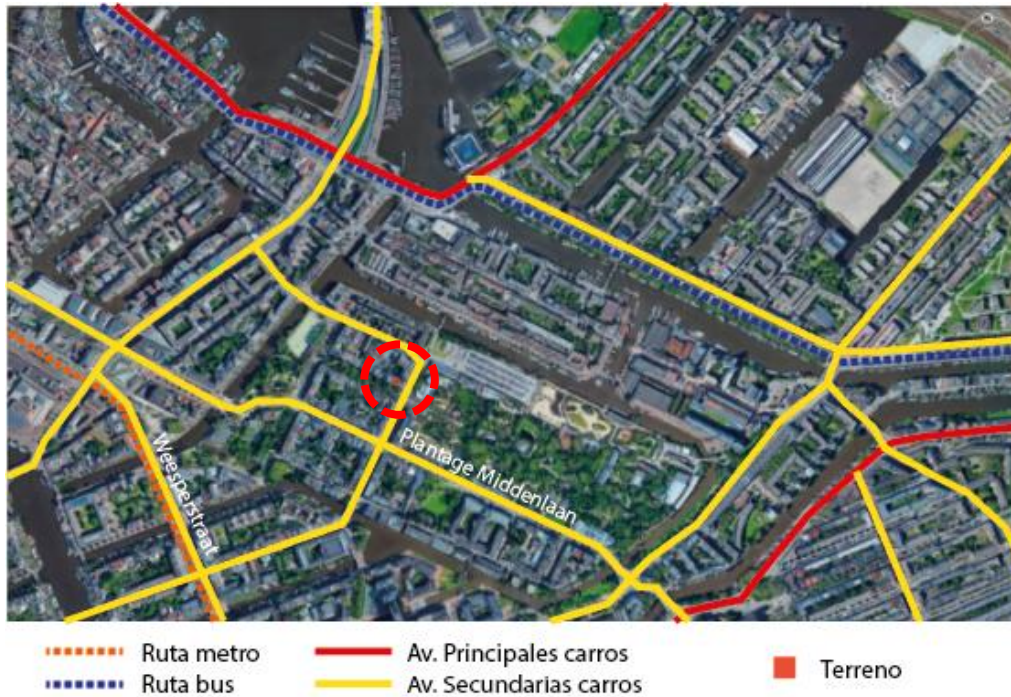 Plantage Middenlaan
Weesperstraat
Ruta metro
Av. Principales carros
Terreno
Ruta bus
Av. Secundarias carros